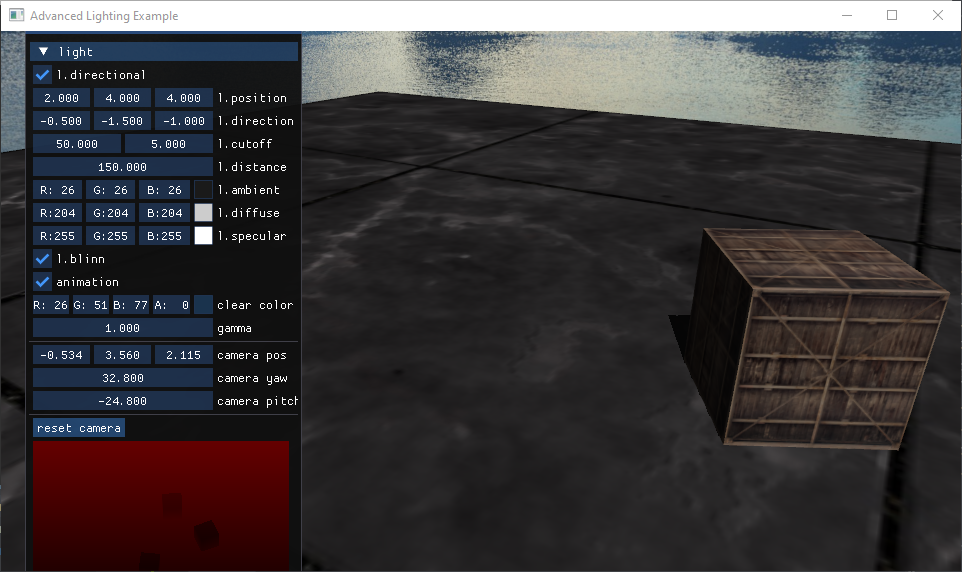 Advanced Lighting Example
light
l.directional
2.000 4.000 4.000 l.position
-0.500 -1.500 -1.000 l.direction
50.000 5.000 l.cutoff
150.000 l.distance
R: 26 G: 26 B: 26 l.ambient
R:204 G:204 B:204 l.diffuse
R:255 G:255 B:255 l.specular
l.blinn
animation
R: 26 G: 51 B: 77 A: 0 clear color
1.000 gamma
-0.534 3.560 2.115 camera pos
32.800 camera yaw
-24.800 camera pitch
reset camera